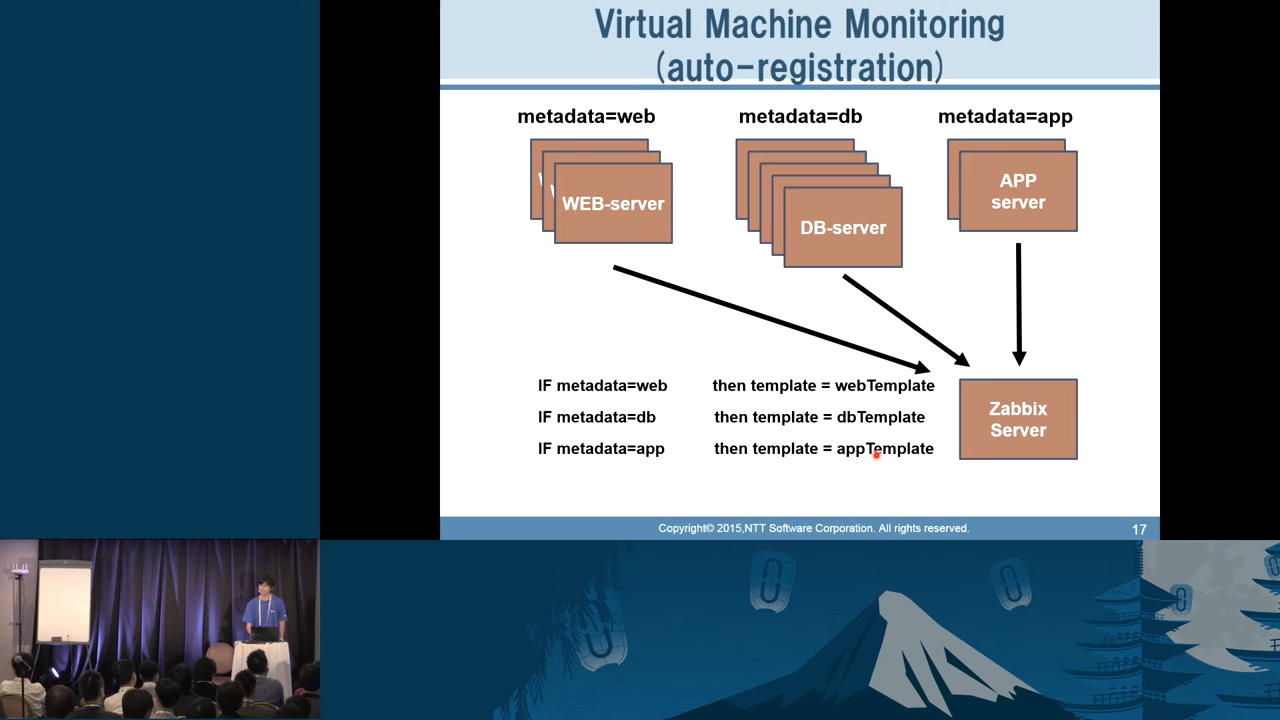 Virtual Machine Monitoring
(auto-registration)
metadata=web
metadata=db
metadata=app
WEB-server
DB-server
APP
server
IF metadata=web then template = webTemplate
IF metadata=db then template = dbTemplate
IF metadata=app then template = appTemplate
Zabbix
Server
Copyright© 2015,NTT Software Corporation. All rights reserved.
17